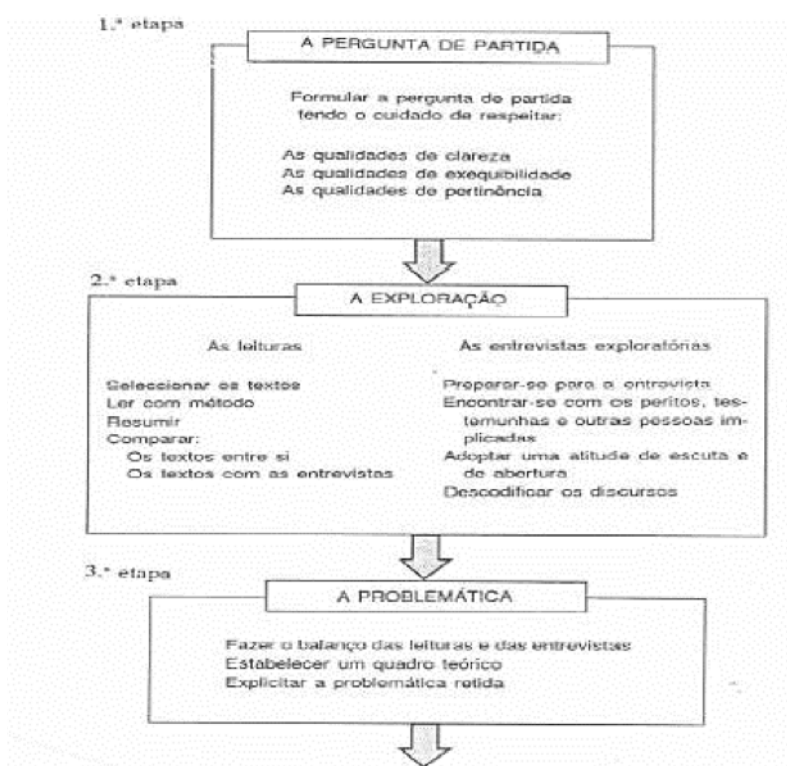 1.ª etapa
A PERGUNTA DE PARTIDA
Formular a pergunta de partida
tendo o cuidado de respeitar:
As qualidades de clareza
As qualidades de exequibilidade
As qualidades de pertinência
2.ª etapa
A EXPLORAÇÃO
As leituras
Seleccionar os textos
Ler com método
Resumir
Comparar:
Os textos entre si
Os textos com as entrevistas
As entrevistas exploratórias
Preparar-se para a entrevista
Encontrar-se com os peritos, tes-
temunhas e outras pessoas im-
plicadas
Adoptar uma atitude de escuta e
de abertura
Descodificar os discursos
3.ª etapa
A PROBLEMÁTICA
Fazer o balanço das leituras e das entrevistas
Estabelecer um quadro teórico
Explicitar a problemática retida